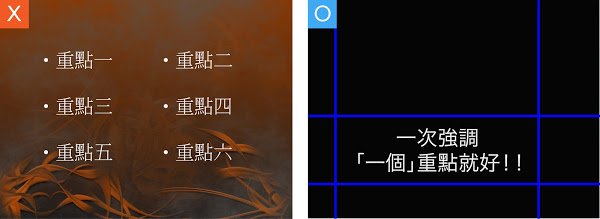 X
・重點一 ・重點二
・重點三 ・重點四
・重點五 ・重點六
O
一次強調
「一個」重點就好!!